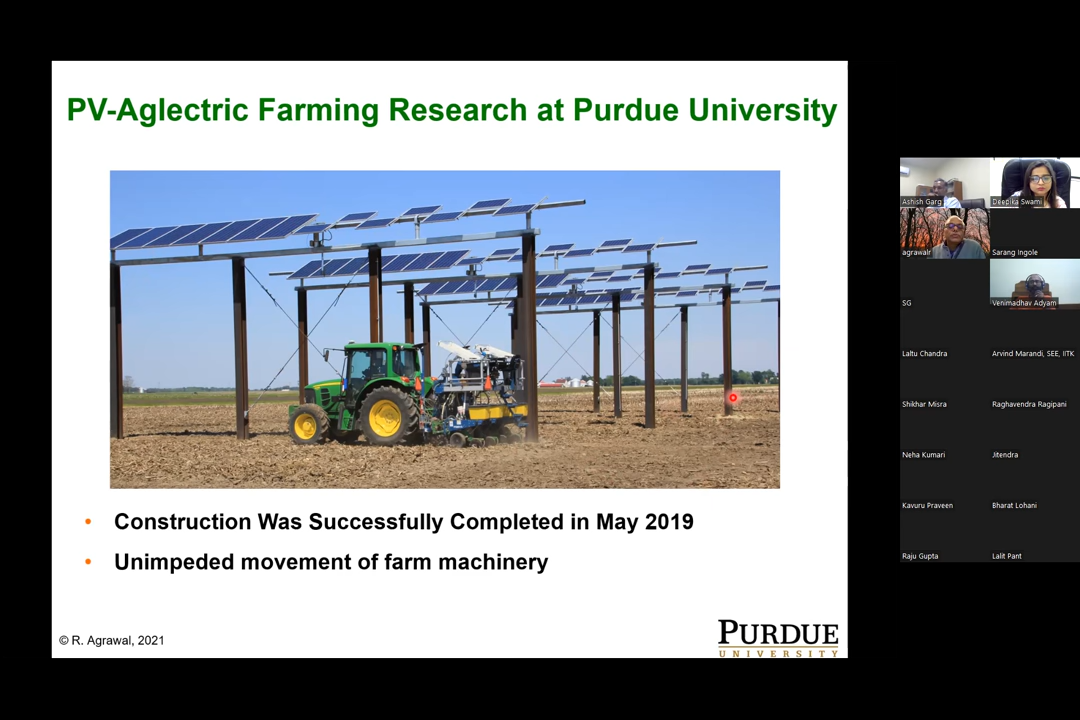 PV-Aglectric Farming Research at Purdue University
• Construction Was Successfully Completed in May 2019
• Unimpeded movement of farm machinery
© R. Agrawal, 2021
PURDUE
UNIVERSITY
Ashish Garg
Deepika Swami
agrawalr
Sarang Ingole
SG
Venimadhav Adyam
Laltu Chandra
Arvind Marandi, SEE, IITK
Shikhar Misra
Raghavendra Ragipani
Neha Kumari
Jitendra
Kavuru Praveen
Bharat Lohani
Raju Gupta
Lalit Pant